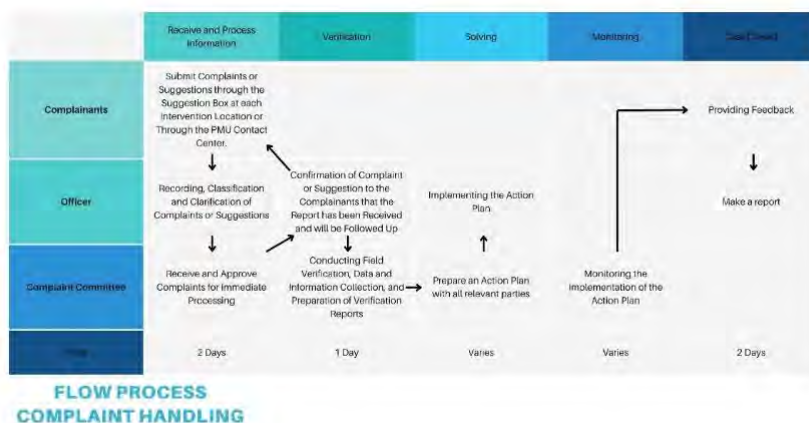 Receive and Process
Information
Verification
Solving
Monitoring
Case Closed
Complainants
Submit Complaints or
Suggestions through the
Suggestion Box at each
Intervention Location or
Through the PMU Contact
Center.
Providing Feedback
Officer
Recording, Classification
and Clarification of
Complaints or Suggestions
Confirmation of Complaint
or Suggestion to the
Complainants that the
Report has been Received
and will be Followed Up
Implementing the Action
Plan.
Make a report
Complaint Committee
Receive and Approve
Complaints for Immediate
Processing
Conducting Field
Verification, Data and
Information Collection, and
Preparation of Verification
Reports
Prepare an Action Plan
with all relevant parties
Monitoring the
Implementation of the
Action Plan
2 Days
1 Day
Varies
Varies
2 Days
FLOW PROCESS
COMPLAINT HANDLING